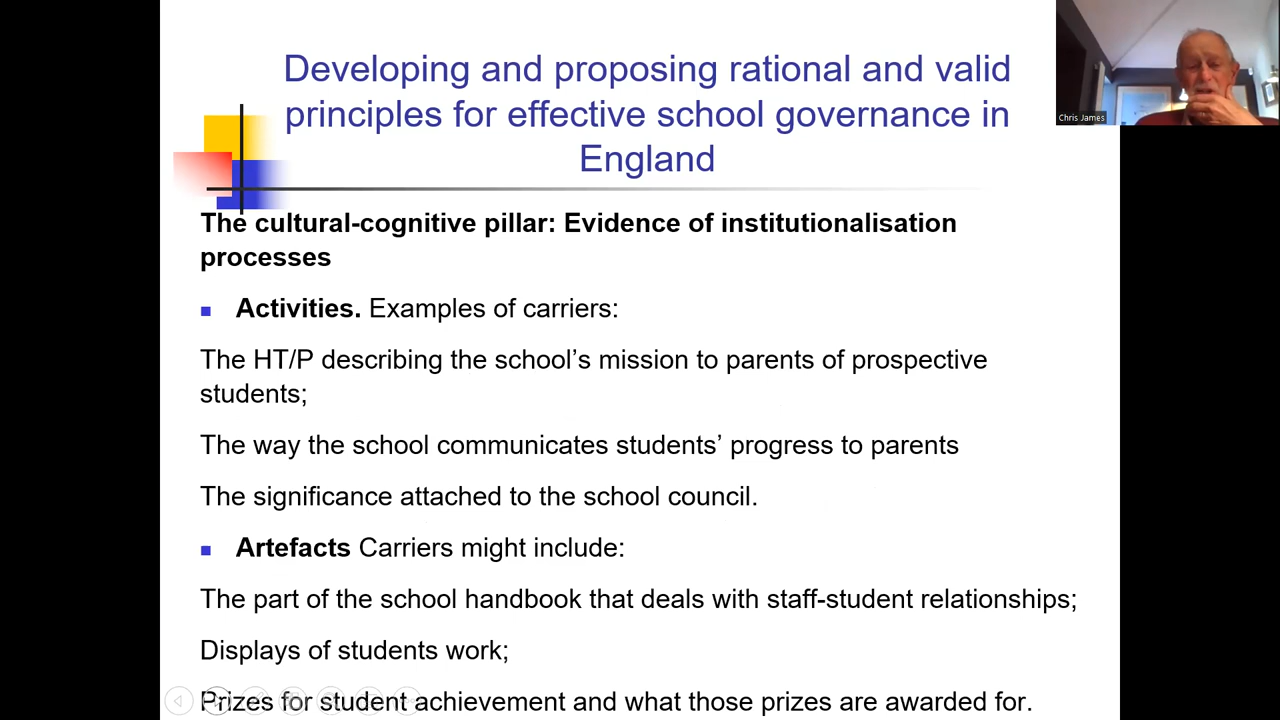 Developing and proposing rational and valid
principles for effective school governance in
England
Chris James
The cultural-cognitive pillar: Evidence of institutionalisation
processes
Activities. Examples of carriers:
The HT/P describing the school’s mission to parents of prospective
students;
The way the school communicates students’ progress to parents
The significance attached to the school council.
Artefacts Carriers might include:
The part of the school handbook that deals with staff-student relationships;
Displays of students work;
Prizes for student achievement and what those prizes are awarded for.